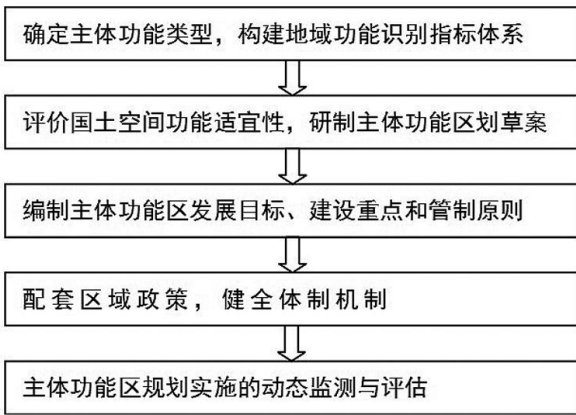 确定主体功能类型，构建地域功能识别指标体系
评价国土空间功能适宜性，研制主体功能区划草案
编制主体功能区发展目标、建设重点和管制原则
配套区域政策，健全体制机制
主体功能区规划实施的动态监测与评估